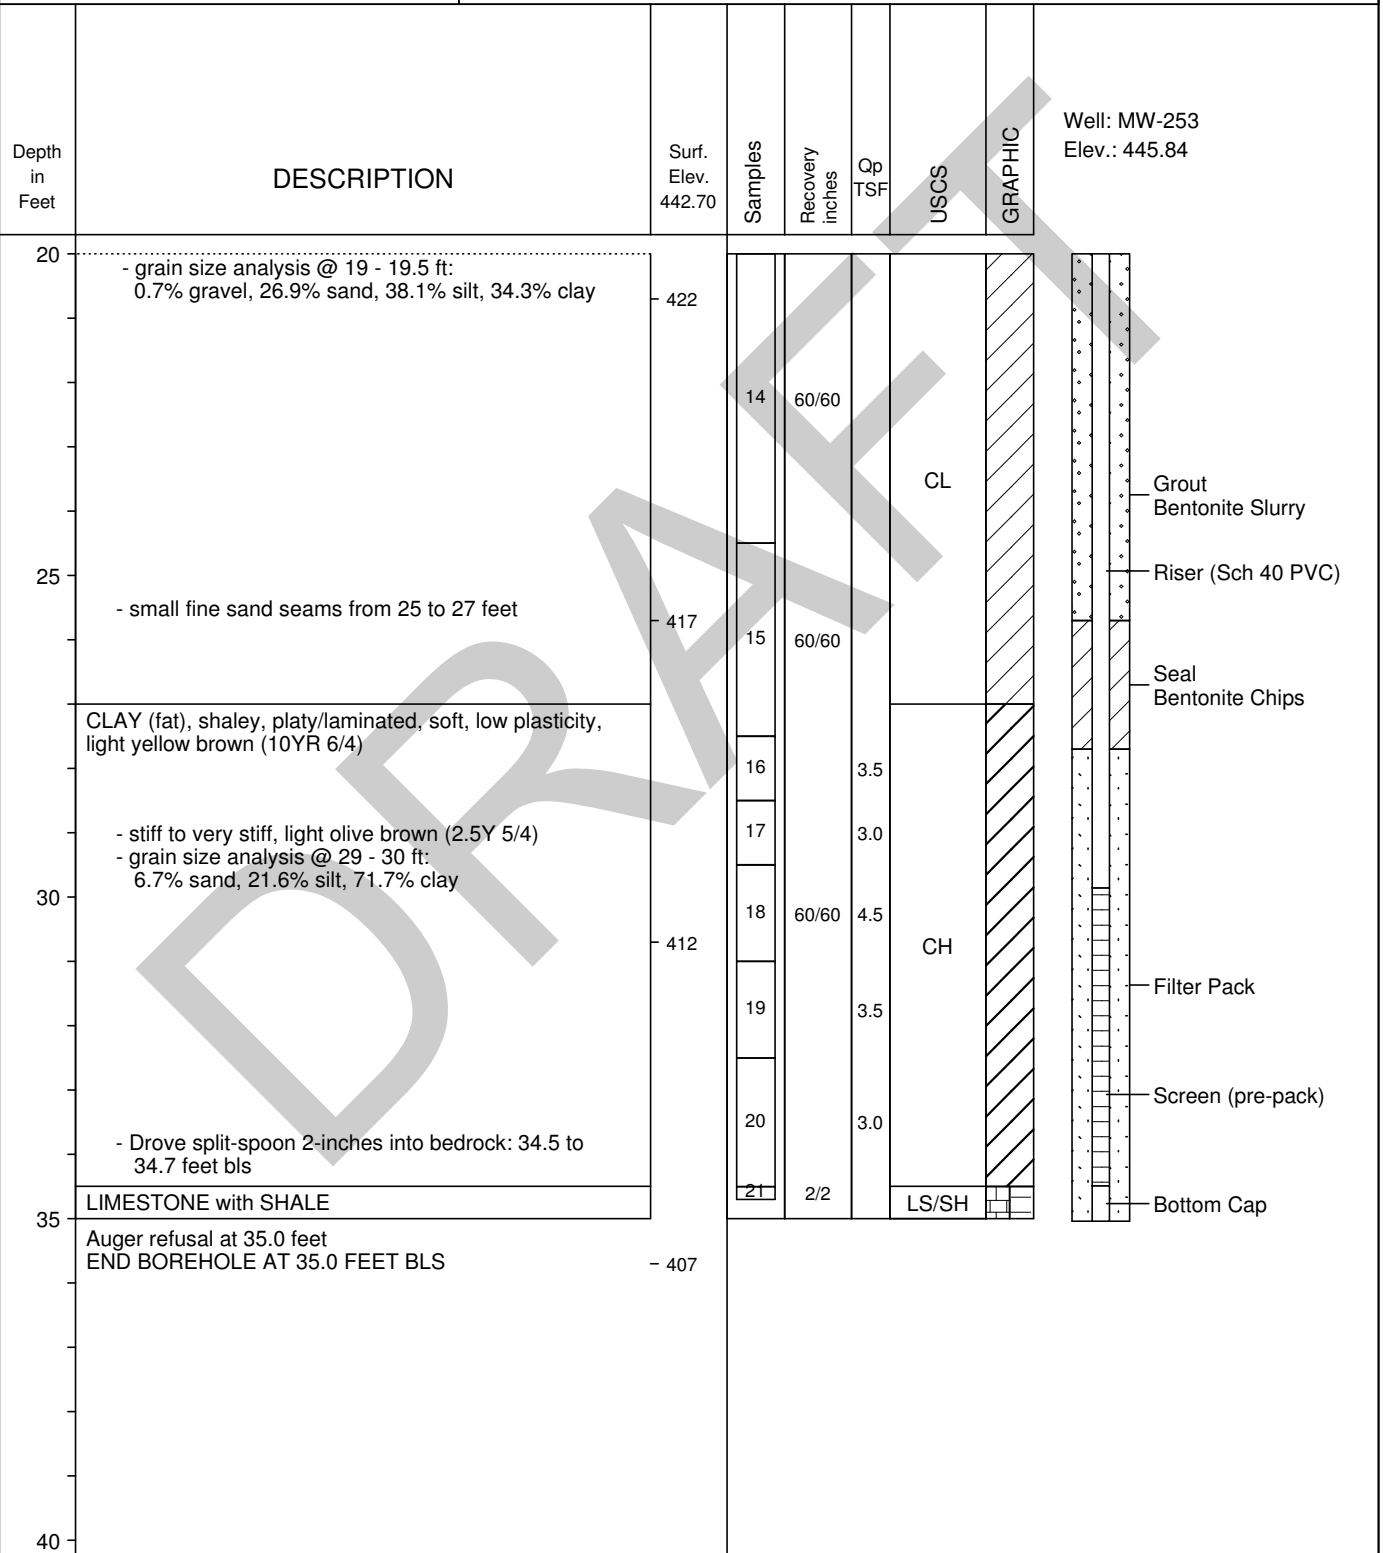 Depth
in
Feet
DESCRIPTION
Surf.
Elev.
442.70
Samples
Recovery
inches
Qp
TSF
USCS
GRAPHIC
Well: MW-253
Elev.: 445.84
20
- grain size analysis @ 19 - 19.5 ft:
0.7% gravel, 26.9% sand, 38.1% silt, 34.3% clay
422
14
60/60
CL
Grout
Bentonite Slurry
25
Riser (Sch 40 PVC)
- small fine sand seams from 25 to 27 feet
417
15
60/60
Seal
Bentonite Chips
CLAY (fat), shaley, platy/laminated, soft, low plasticity,
light yellow brown (10YR 6/4)
16
3.5
- stiff to very stiff, light olive brown (2.5Y 5/4)
17
3.0
- grain size analysis @ 29 - 30 ft:
6.7% sand, 21.6% silt, 71.7% clay
30
18
60/60
4.5
412
CH
Filter Pack
19
3.5
Screen (pre-pack)
20
3.0
- Drove split-spoon 2-inches into bedrock: 34.5 to
34.7 feet bls
21
2/2
LIMESTONE with SHALE
LS/SH
Bottom Cap
35
Auger refusal at 35.0 feet
END BOREHOLE AT 35.0 FEET BLS
407
40
DRAFT